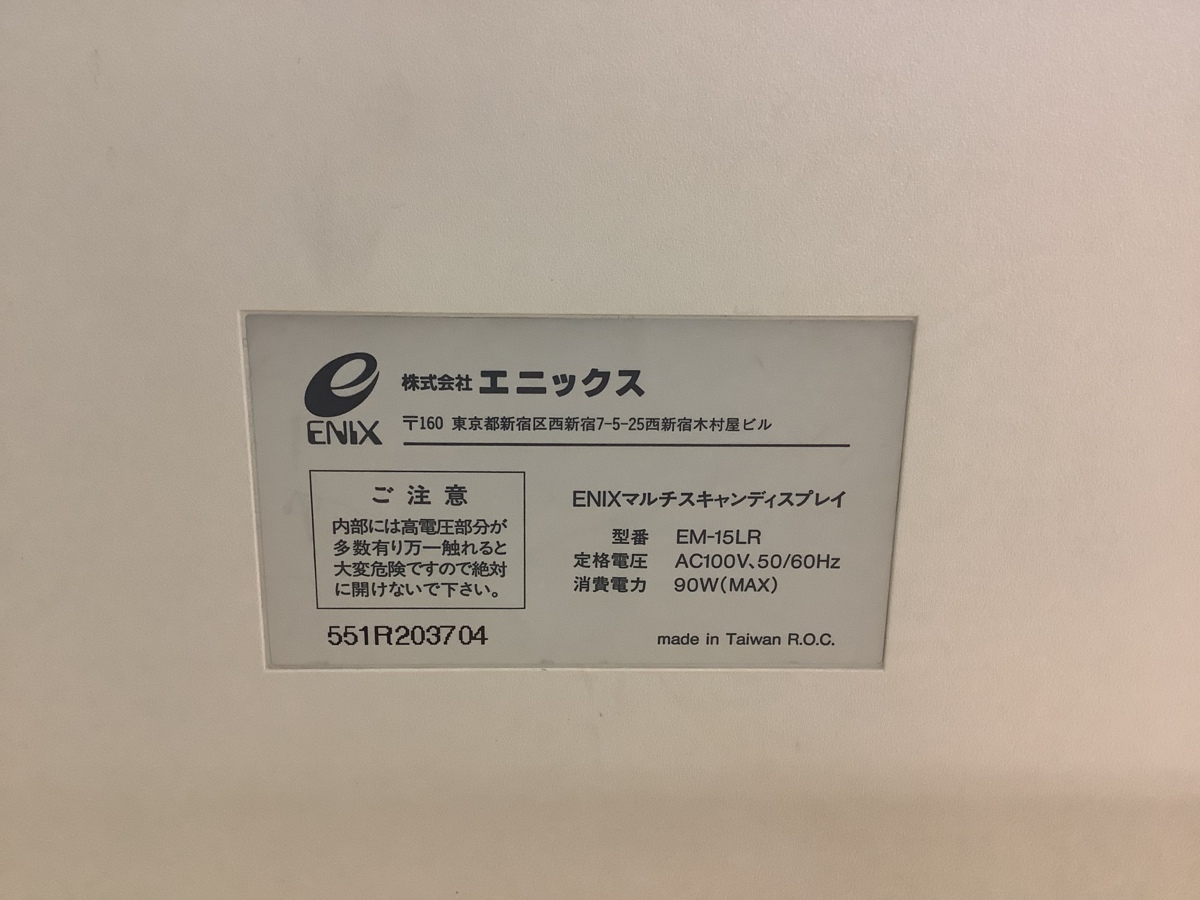 株式会社 エニックス
ENIX
〒160 東京都新宿区西新宿7-5-25西新宿木村屋ビル
ご注意
内部には高電圧部分が
多数有り万一触れると
大変危険ですので絶対
に開けないで下さい。
551R203704
ENIXマルチスキャンディスプレイ
型番 EM-15LR
定格電圧 AC100V、50/60Hz
消費電力 90W(MAX)
made in Taiwan R.O.C.